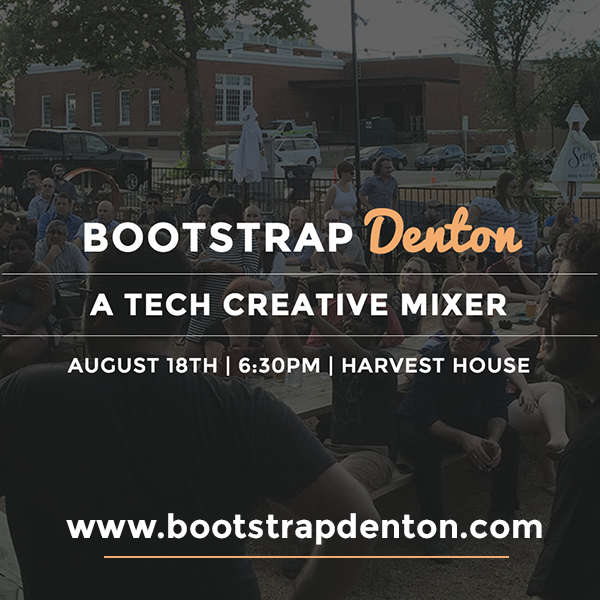 BOOTSTRAP Denton
A TECH CREATIVE MIXER
AUGUST 18TH | 6:30PM | HARVEST HOUSE
www.bootstrapdenton.com